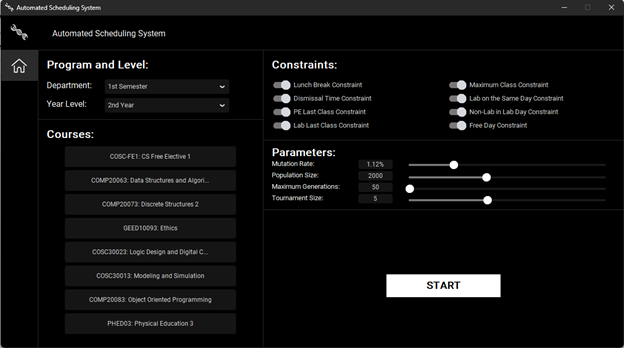 Automated Scheduling System
Automated Scheduling System
Program and Level:
Department: 1st Semester
Year Level: 2nd Year
Courses:
COSC-FE1: CS Free Elective 1
COMP20063: Data Structures and Algori...
COMP20073: Discrete Structures 2
GEED10093: Ethics
COSC30023: Logic Design and Digital C...
COSC30013: Modeling and Simulation
COMP20083: Object Oriented Programming
PHED03: Physical Education 3
Constraints:
Lunch Break Constraint
Dismissal Time Constraint
PE Last Class Constraint
Lab Last Class Constraint
Maximum Class Constraint
Lab on the Same Day Constraint
Non-Lab in Lab Day Constraint
Free Day Constraint
Parameters:
Mutation Rate: 1.12%
Population Size: 2000
Maximum Generations: 50
Tournament Size: 5
START